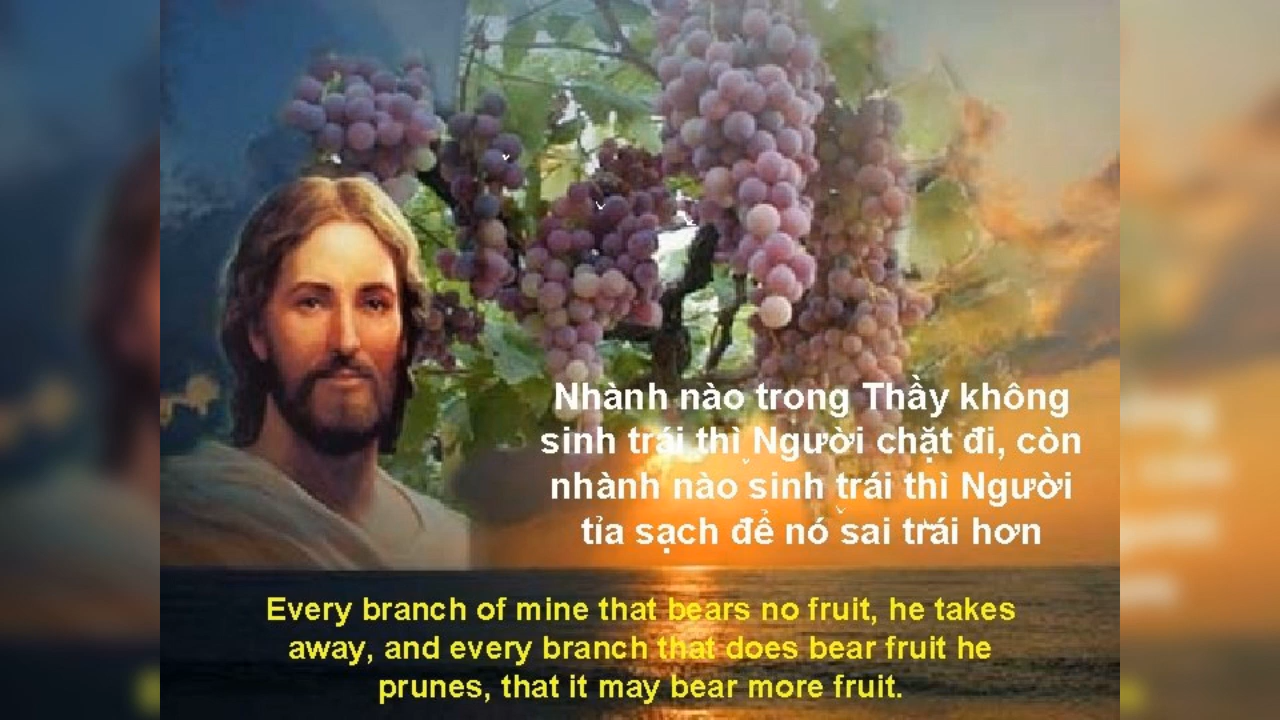 Nhành nào trong Thầy không
sinh trái thì Người chặt đi, còn
nhành nào sinh trái thì Người
tỉa sạch để nó sai trái hơn
Every branch of mine that bears no fruit, he takes
away, and every branch that does bear fruit he
prunes, that it may bear more fruit.